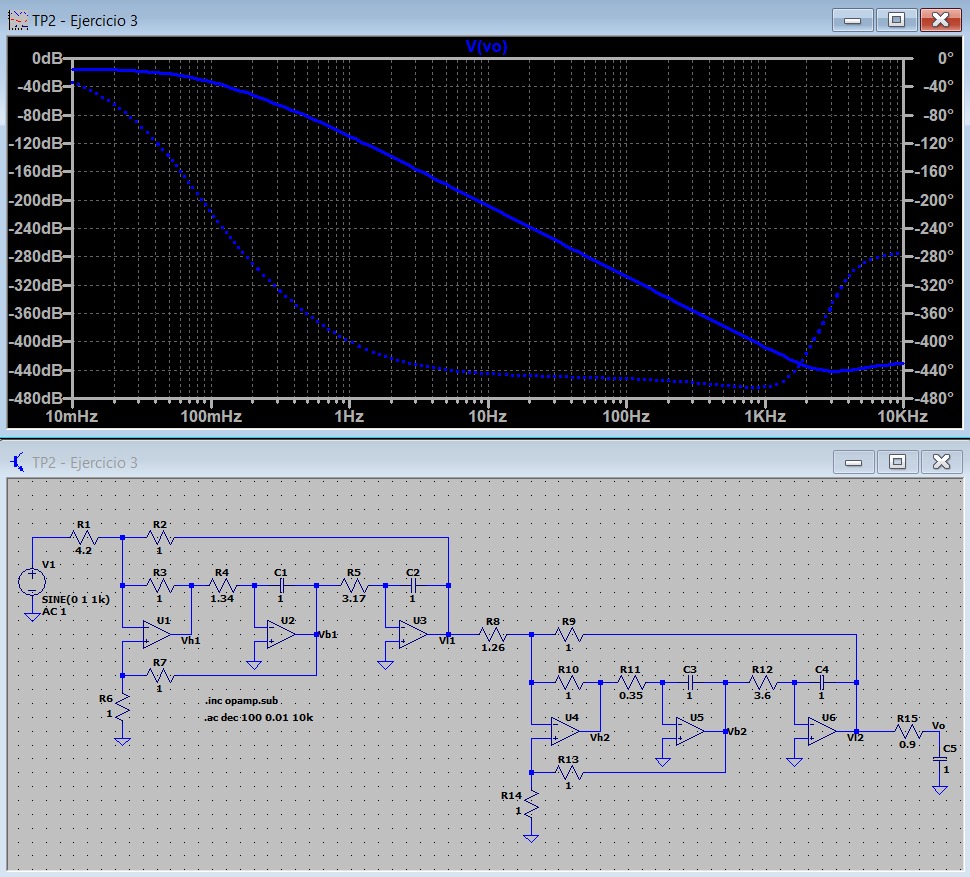 TP2 - Ejercicio 3
V(vo)
0dB 0°
-40dB -40°
-80dB -80°
-120dB -120°
-160dB -160°
-200dB -200°
-240dB -240°
-280dB -280°
-320dB -320°
-360dB -360°
-400dB -400°
-440dB -440°
-480dB -480°
10mHz 100mHz 1Hz 10Hz 100Hz 1KHz 10KHz
TP2 - Ejercicio 3
R1
4.2
R2
1
V1
SINE(0 1 1k)
AC 1
R3
1
R4
1.34
C1
1
R5
3.17
C2
1
U1
Vh1
U2
Vb1
U3
Vl1
R7
1
R6
1
.inc opamp.sub
.ac dec 100 0.01 10k
R8
1.26
R9
1
R10
1
R11
0.35
C3
1
R12
3.6
C4
1
U4
Vh2
U5
Vb2
U6
Vl2
R13
1
R14
1
R15
0.9
Vo
C5
1